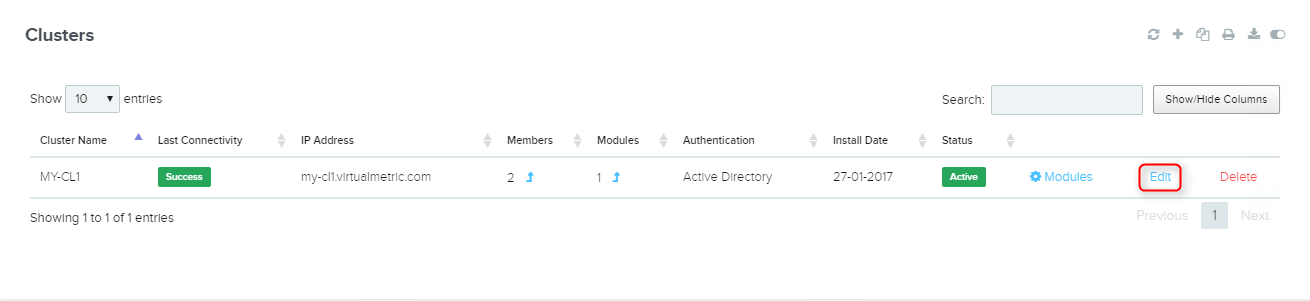 Clusters
Show 10 entries
Search: Show/Hide Columns
Cluster Name Last Connectivity IP Address Members Modules Authentication Install Date Status
MY-CL1 Success my-cl1.virtualmetric.com 2 1 Active Directory 27-01-2017 Active Modules Edit Delete
Showing 1 to 1 of 1 entries
Previous 1 Next